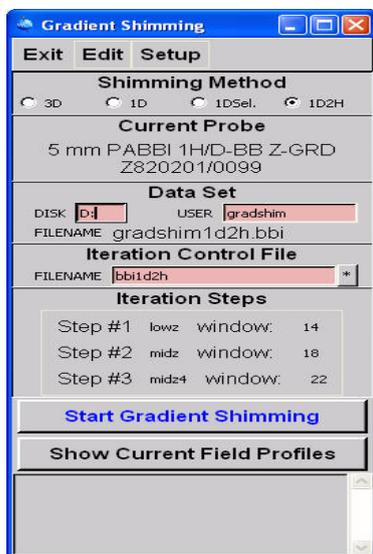 Gradient Shimming
Exit Edit Setup
Shimming Method
3D 1D 1DSel. 1D2H
Current Probe
5 mm PABBI 1H/D-BB Z-GRD
Z820201/0099
Data Set
DISK D: USER gradshim
FILENAME gradshim1d2h.bbi
Iteration Control File
FILENAME bbi1d2h *
Iteration Steps
Step #1 lowz window: 14
Step #2 midz window: 18
Step #3 midz4 window: 22
Start Gradient Shimming
Show Current Field Profiles